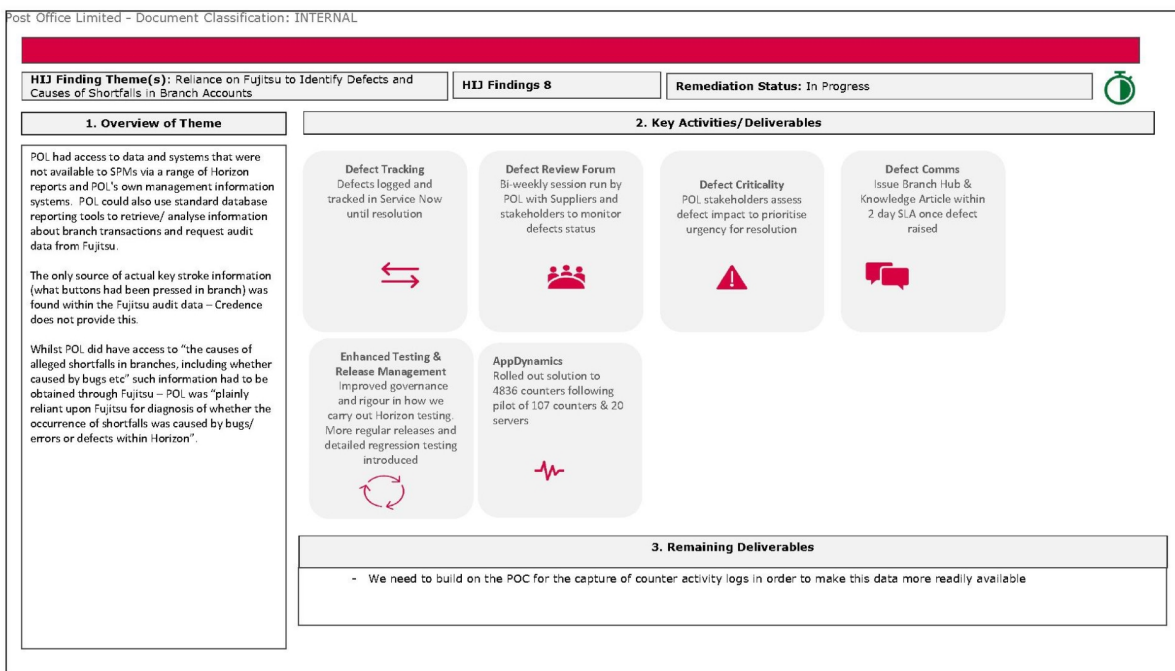 Post Office Limited - Document Classification: INTERNAL
HIJ Finding Theme(s): Reliance on Fujitsu to Identify Defects and
Causes of Shortfalls in Branch Accounts
HIJ Findings 8
Remediation Status: In Progress
1. Overview of Theme
POL had access to data and systems that were
not available to SPMs via a range of Horizon
reports and POL's own management information
systems. POL could also use standard database
reporting tools to retrieve/ analyse information
about branch transactions and request audit
data from Fujitsu.
The only source of actual key stroke information
(what buttons had been pressed in branch) was
found within the Fujitsu audit data – Credence
does not provide this.
Whilst POL did have access to “the causes of
alleged shortfalls in branches, including whether
caused by bugs etc” such information had to be
obtained through Fujitsu – POL was “plainly
reliant upon Fujitsu for diagnosis of whether the
occurrence of shortfalls was caused by bugs/
errors or defects within Horizon”.
2. Key Activities/Deliverables
Defect Tracking
Defects logged and
tracked in Service Now
until resolution
Defect Review Forum
Bi-weekly session run by
POL with Suppliers and
stakeholders to monitor
defects status
Defect Criticality
POL stakeholders assess
defect impact to prioritise
urgency for resolution
Defect Comms
Issue Branch Hub &
Knowledge Article within
2 day SLA once defect
raised
Enhanced Testing &
Release Management
Improved governance
and rigour in how we
carry out Horizon testing.
More regular releases and
detailed regression testing
introduced
AppDynamics
Rolled out solution to
4836 counters following
pilot of 107 counters & 20
servers
3. Remaining Deliverables
- We need to build on the POC for the capture of counter activity logs in order to make this data more readily available